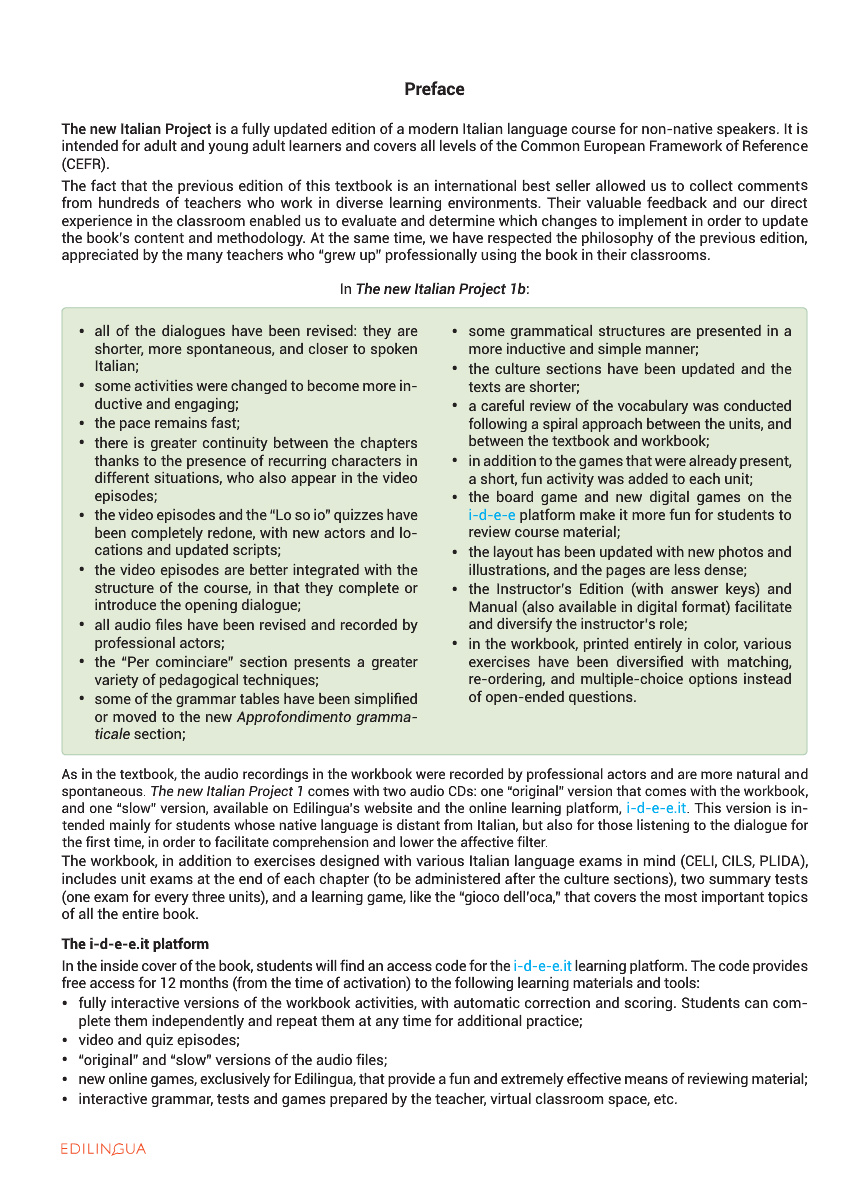 Preface
The new Italian Project is a fully updated edition of a modern Italian language course for non-native speakers. It is
intended for adult and young adult learners and covers all levels of the Common European Framework of Reference
(CEFR).
The fact that the previous edition of this textbook is an international best seller allowed us to collect comments
from hundreds of teachers who work in diverse learning environments. Their valuable feedback and our direct
experience in the classroom enabled us to evaluate and determine which changes to implement in order to update
the book's content and methodology. At the same time, we have respected the philosophy of the previous edition,
appreciated by the many teachers who “grew up” professionally using the book in their classrooms.
In The new Italian Project 1b:
• all of the dialogues have been revised: they are
shorter, more spontaneous, and closer to spoken
Italian;
• some activities were changed to become more in-
ductive and engaging;
• the pace remains fast;
• there is greater continuity between the chapters
thanks to the presence of recurring characters in
different situations, who also appear in the video
episodes;
• the video episodes and the “Lo so io” quizzes have
been completely redone, with new actors and lo-
cations and updated scripts;
• the video episodes are better integrated with the
structure of the course, in that they complete or
introduce the opening dialogue;
• all audio files have been revised and recorded by
professional actors;
• the “Per cominciare” section presents a greater
variety of pedagogical techniques;
• some of the grammar tables have been simplified
or moved to the new Approfondimento gramma-
ticale section;
• some grammatical structures are presented in a
more inductive and simple manner;
• the culture sections have been updated and the
texts are shorter;
• a careful review of the vocabulary was conducted
following a spiral approach between the units, and
between the textbook and workbook;
• in addition to the games that were already present,
a short, fun activity was added to each unit;
• the board game and new digital games on the
i-d-e-e platform make it more fun for students to
review course material;
• the layout has been updated with new photos and
illustrations, and the pages are less dense;
• the Instructor's Edition (with answer keys) and
Manual (also available in digital format) facilitate
and diversify the instructor's role;
• in the workbook, printed entirely in color, various
exercises have been diversified with matching,
re-ordering, and multiple-choice options instead
of open-ended questions.
As in the textbook, the audio recordings in the workbook were recorded by professional actors and are more natural and
spontaneous. The new Italian Project 1 comes with two audio CDs: one “original” version that comes with the workbook,
and one “slow” version, available on Edilingua's website and the online learning platform, i-d-e-e.it. This version is in-
tended mainly for students whose native language is distant from Italian, but also for those listening to the dialogue for
the first time, in order to facilitate comprehension and lower the affective filter.
The workbook, in addition to exercises designed with various Italian language exams in mind (CELI, CILS, PLIDA),
includes unit exams at the end of each chapter (to be administered after the culture sections), two summary tests
(one exam for every three units), and a learning game, like the “gioco dell'oca,” that covers the most important topics
of all the entire book.
The i-d-e-e.it platform
In the inside cover of the book, students will find an access code for the i-d-e-e.it learning platform. The code provides
free access for 12 months (from the time of activation) to the following learning materials and tools:
• fully interactive versions of the workbook activities, with automatic correction and scoring. Students can com-
plete them independently and repeat them at any time for additional practice;
• video and quiz episodes;
• “original” and “slow” versions of the audio files;
• new online games, exclusively for Edilingua, that provide a fun and extremely effective means of reviewing material;
• interactive grammar, tests and games prepared by the teacher, virtual classroom space, etc.
EDILINGUA